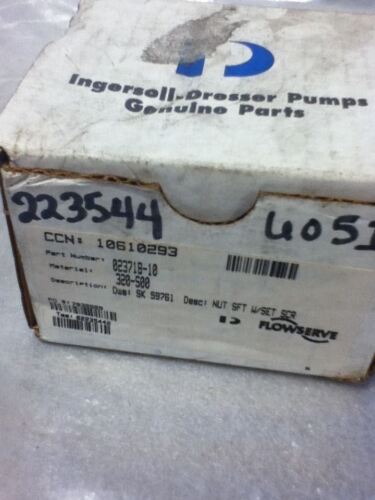 Ingersoll-Dresser Pumps
Genuine Parts
223544
6051
CCN: 10610293
Part Number: 02371B-10
Material: 320-500
Description: Dwg: SK 59761 Desc: NUT SFT W/SET SCR
FLOWSERVE